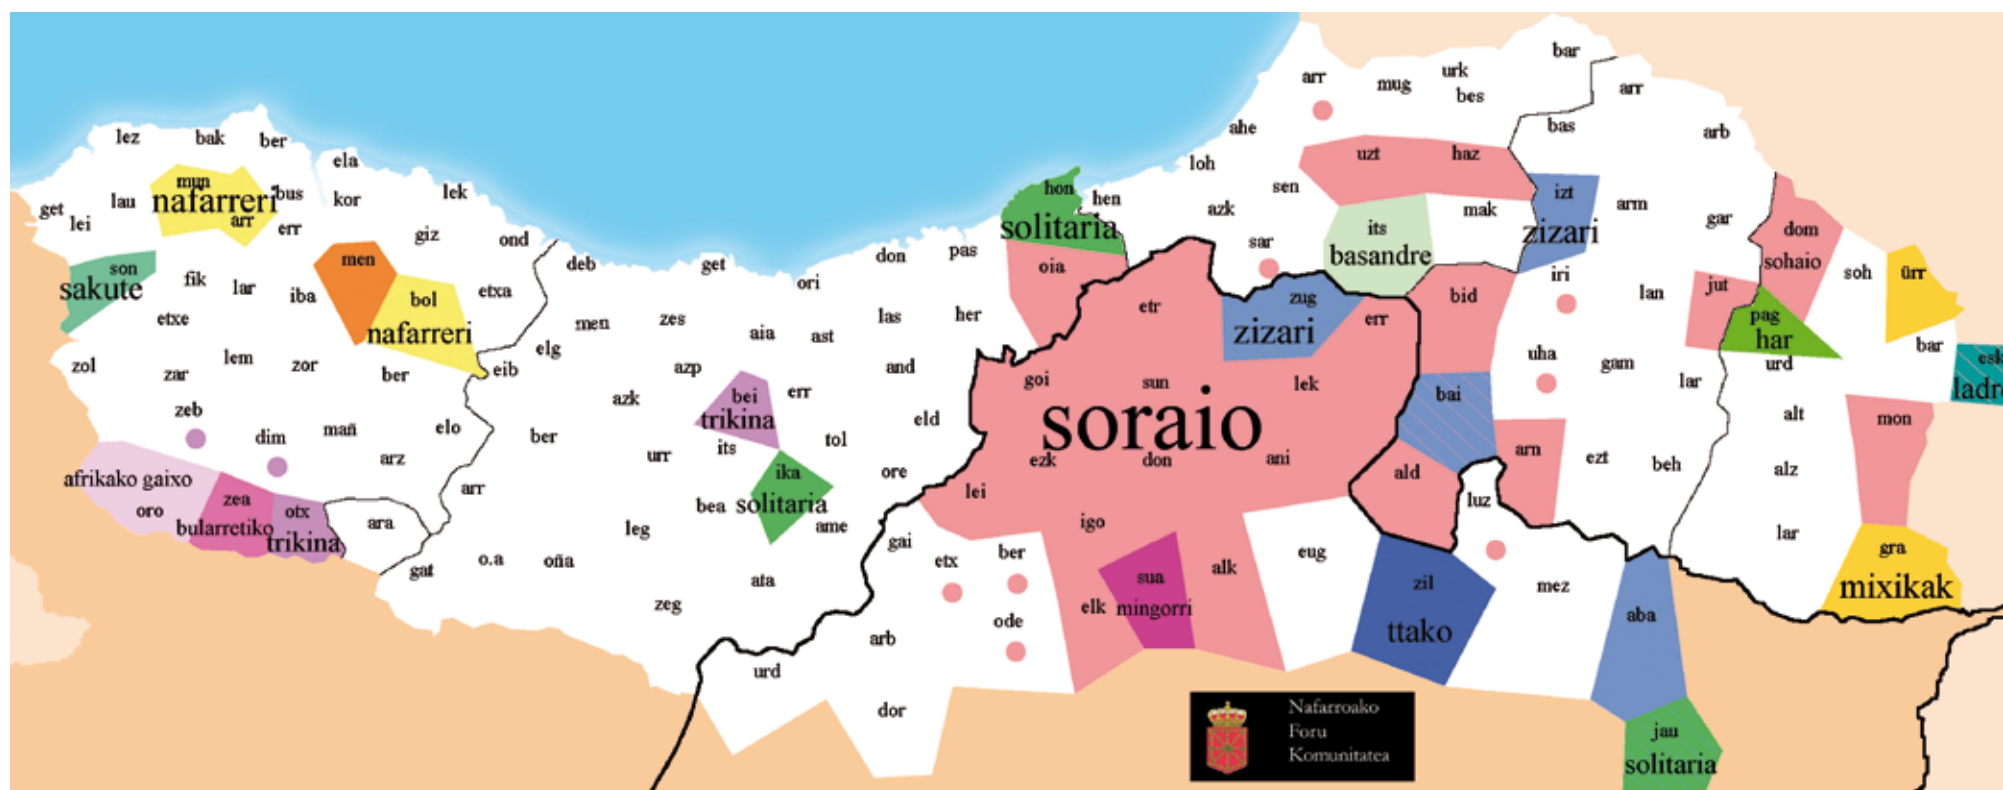 lez bak ber
ela
mun bus
kor lek
get lau nafarreri
lei arr err
giz ond
son men
sakute fik lar iba bol etxa
etxe nafarreri
zol lem zor
zar ber eib
zeb mañ elo
dim arz
afrikako gaixo
oro zea otx ara
bularretiko trikina
gat
deb get ori don pas
men zes aia ast las her
elg azp and
azk bei err
trikina
ber urr its tol eld
ika ore
arr bea solitaria
leg ame
o.a oña
zeg ata
gai
urd arb
dor
hon hen
solitaria
oia
etr zug err
zizari
goi sun lek
soraio
ezk don ani
lei
igo
etx ber
sua alk eug
elk mingorri
ode
arr mug urk bes bar
ahe
loh uzt haz bas
sen
azk its mak
sar basandre
bid
arr
arb
izt arm
zizari gar
iri lan
uha gam lar
bai
ald arn ezt beh
luz
zil mez
ttako aba
jau
solitaria
dom
sohaio soh ürr
jut
pag
har bar
urd esk
alt mon
alz
lar gra
mixikak
Nafarroako
Foru
Komunitatea